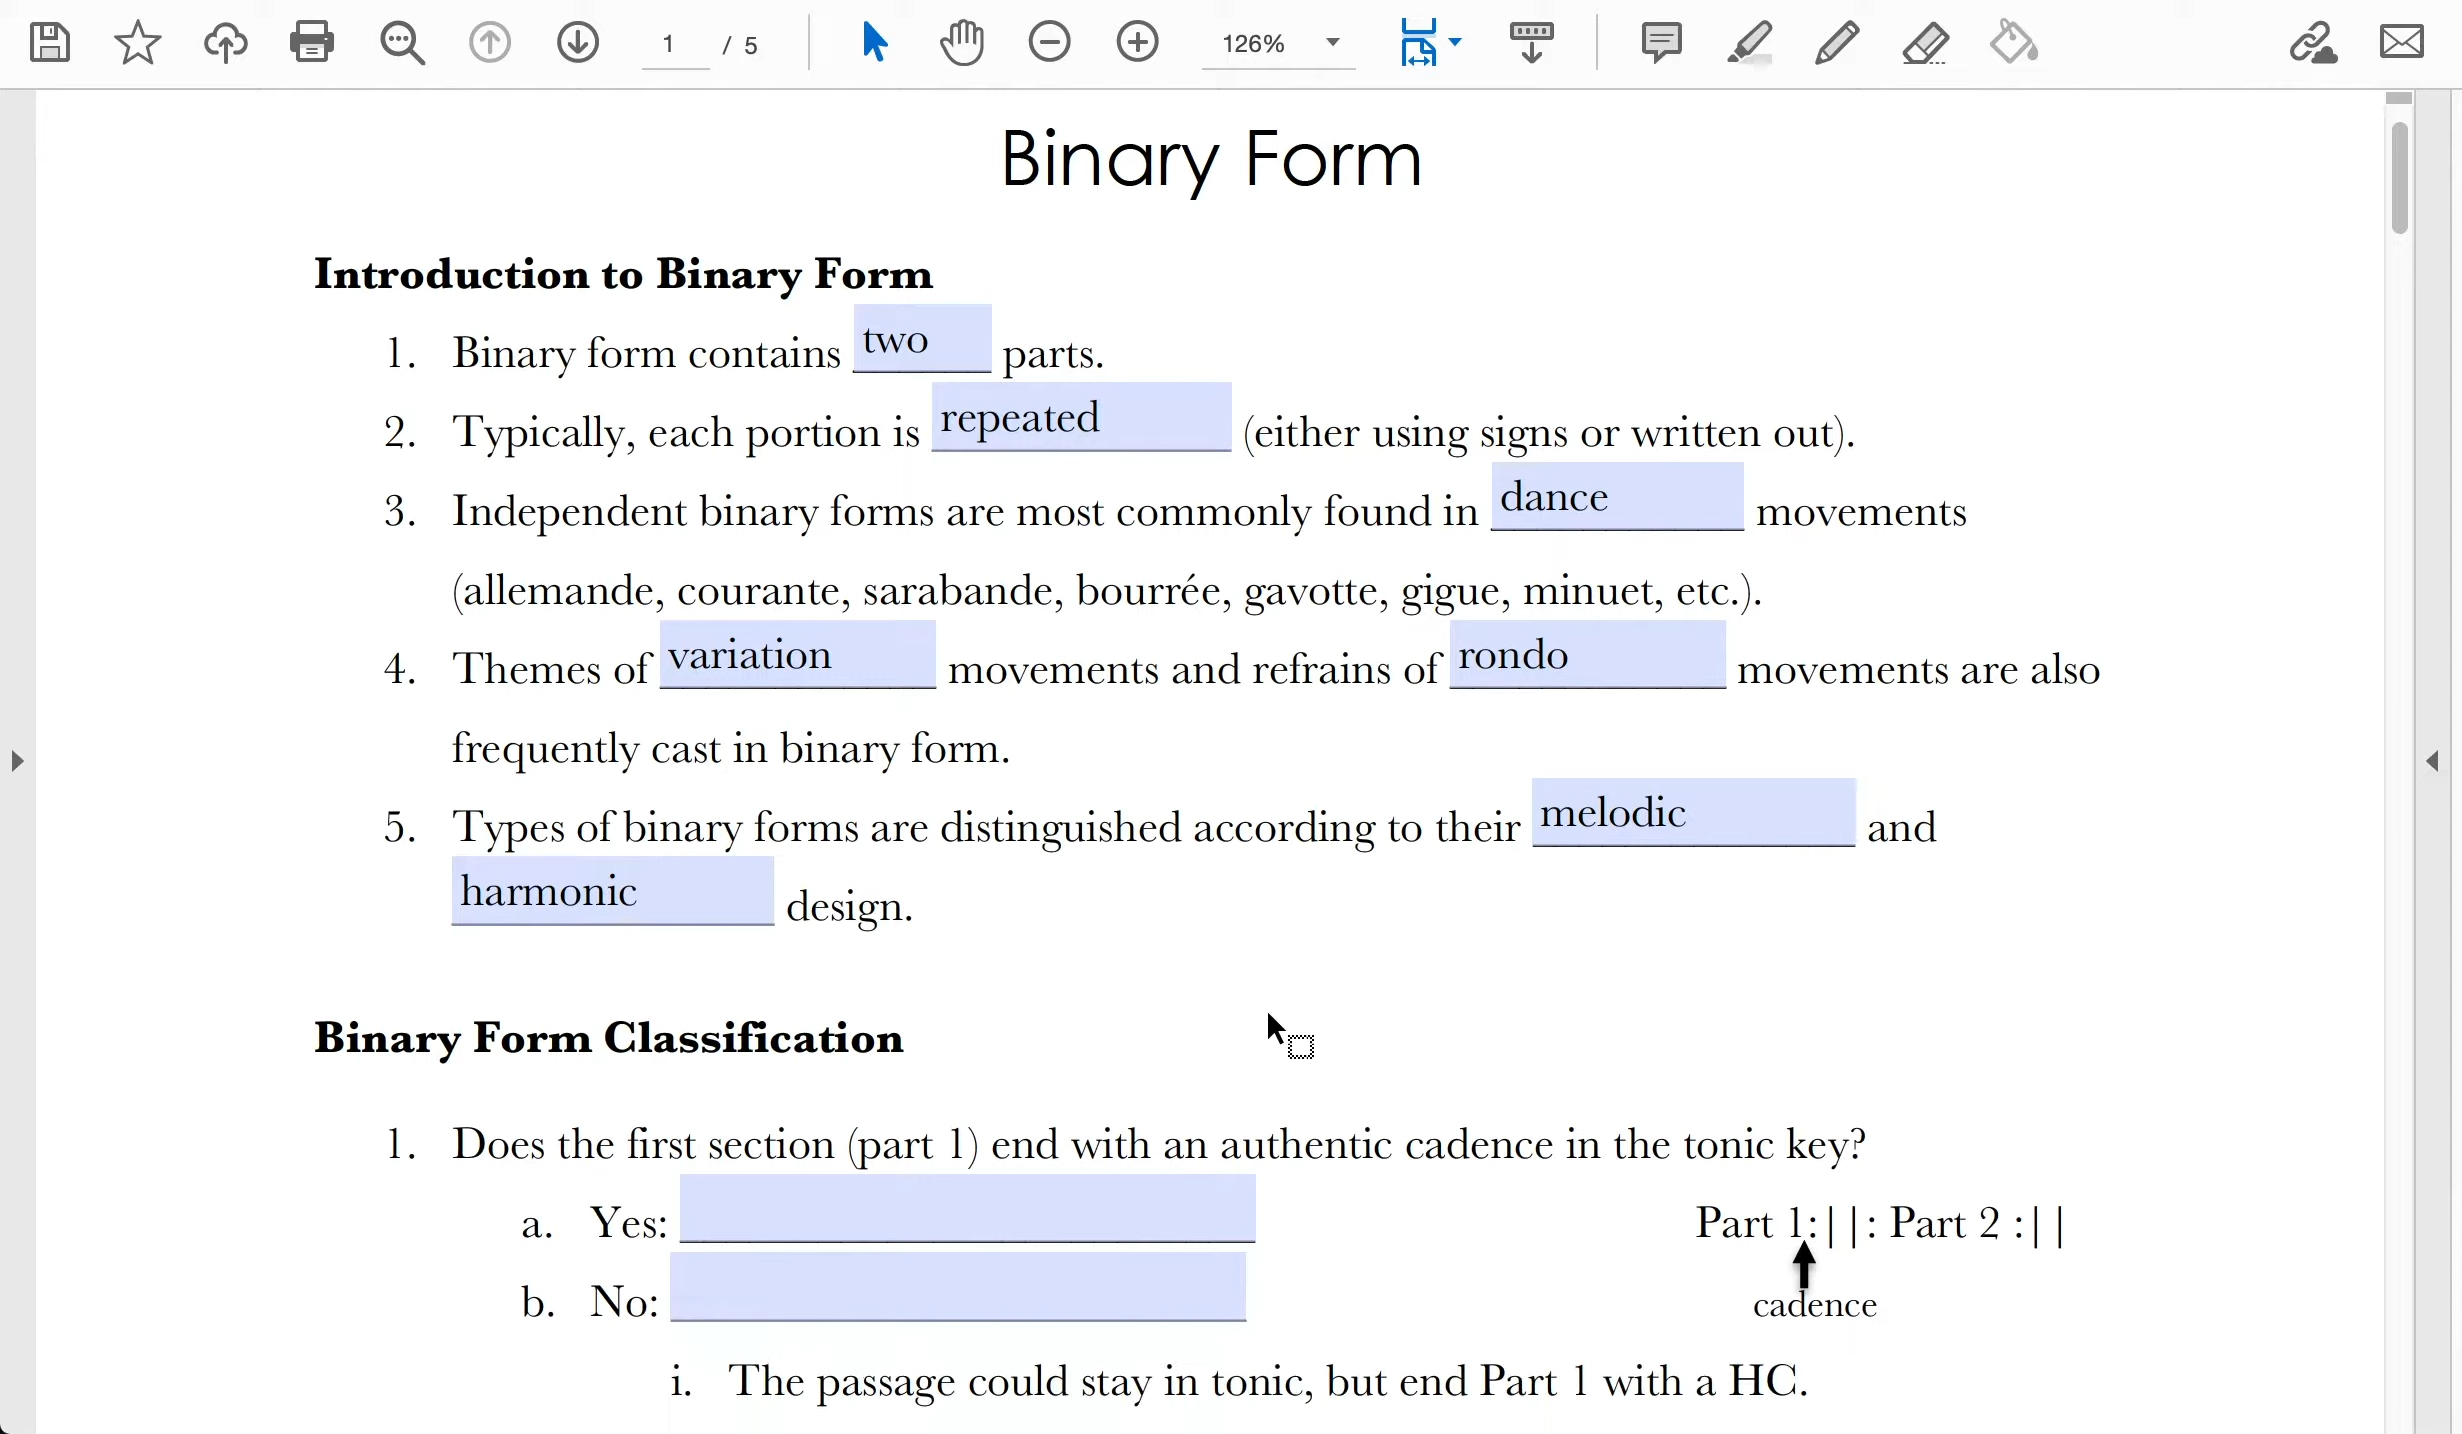 1 / 5 126%
Binary Form
Introduction to Binary Form
1. Binary form contains two parts.
2. Typically, each portion is repeated (either using signs or written out).
3. Independent binary forms are most commonly found in dance movements
(allemande, courante, sarabande, bourrée, gavotte, gigue, minuet, etc.).
4. Themes of variation movements and refrains of rondo movements are also
frequently cast in binary form.
5. Types of binary forms are distinguished according to their melodic and
harmonic design.
Binary Form Classification
1. Does the first section (part 1) end with an authentic cadence in the tonic key?
a. Yes: Part 1:||: Part 2 :||
b. No: cadence
i. The passage could stay in tonic, but end Part 1 with a HC.